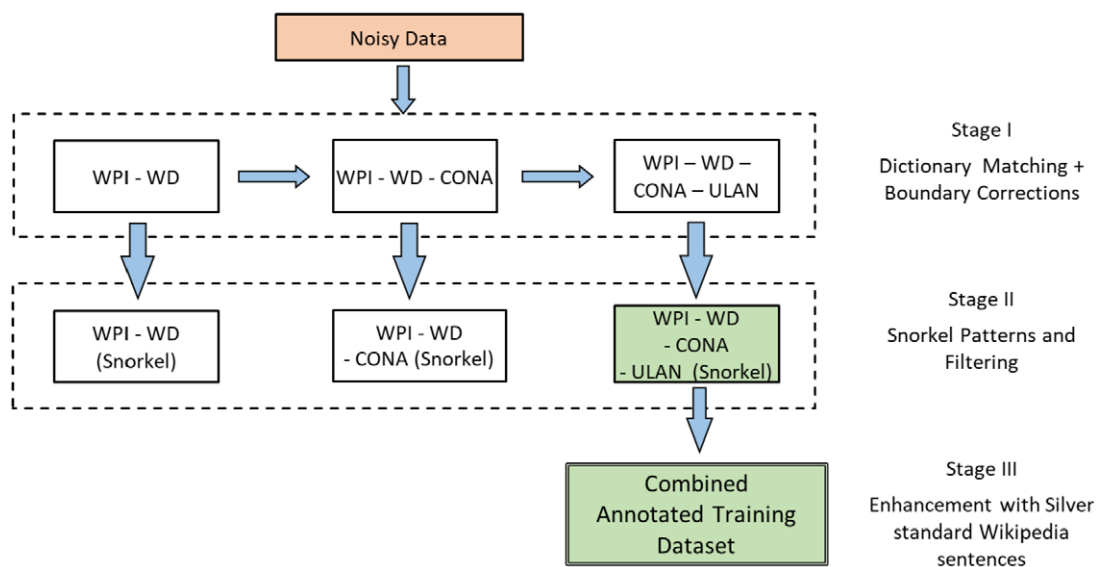 Noisy Data
Stage I
Dictionary Matching +
Boundary Corrections
WPI - WD
WPI - WD - CONA
WPI – WD –
CONA – ULAN
Stage II
Snorkel Patterns and
Filtering
WPI - WD
(Snorkel)
WPI - WD
- CONA (Snorkel)
WPI - WD
- CONA
- ULAN (Snorkel)
Stage III
Enhancement with Silver
standard Wikipedia
sentences
Combined
Annotated Training
Dataset